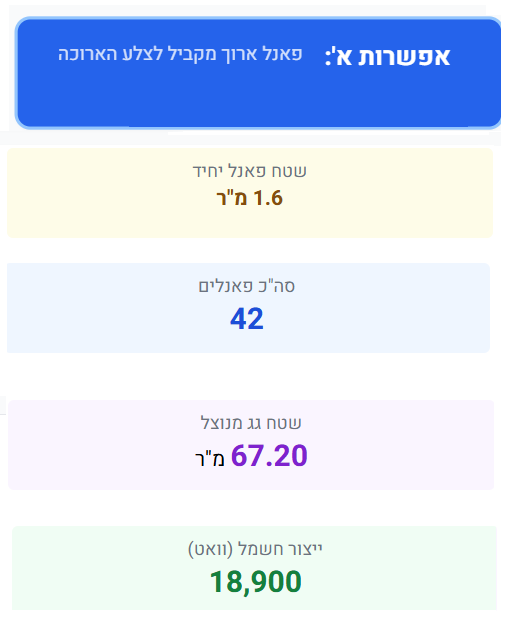 אפשרות א': פאנל ארוך מקביל לצלע הארוכה
שטח פאנל יחיד
1.6 מ"ר
סה"כ פאנלים
42
שטח גג מנוצל
67.20 מ"ר
ייצור חשמל (וואט)
18,900